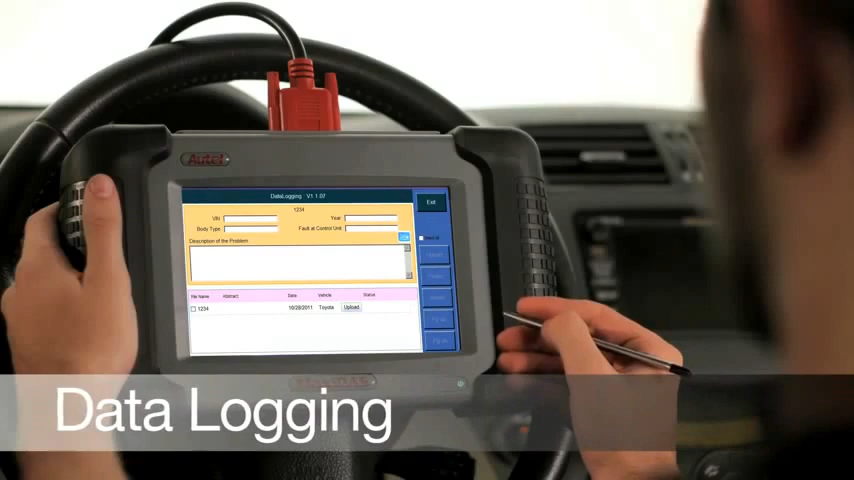 Autel
DataLogging V1.1.07
Exit
1234
VIN
Year
Body Type
Fault at Control Unit
Description of the Problem
File Name Abstract Date Vehicle Status
1234 10/28/2011 Toyota Upload
MaxiDAS
Data Logging